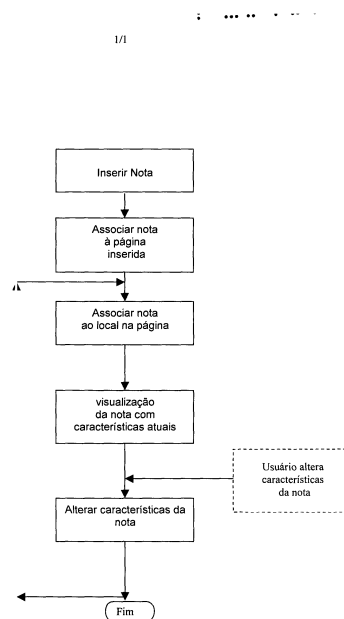 1/1
Inserir Nota
Associar nota
à página
inserida
Associar nota
ao local na página
visualização
da nota com
características atuais
Usuário altera
características
da nota
Alterar características da
nota
Fim